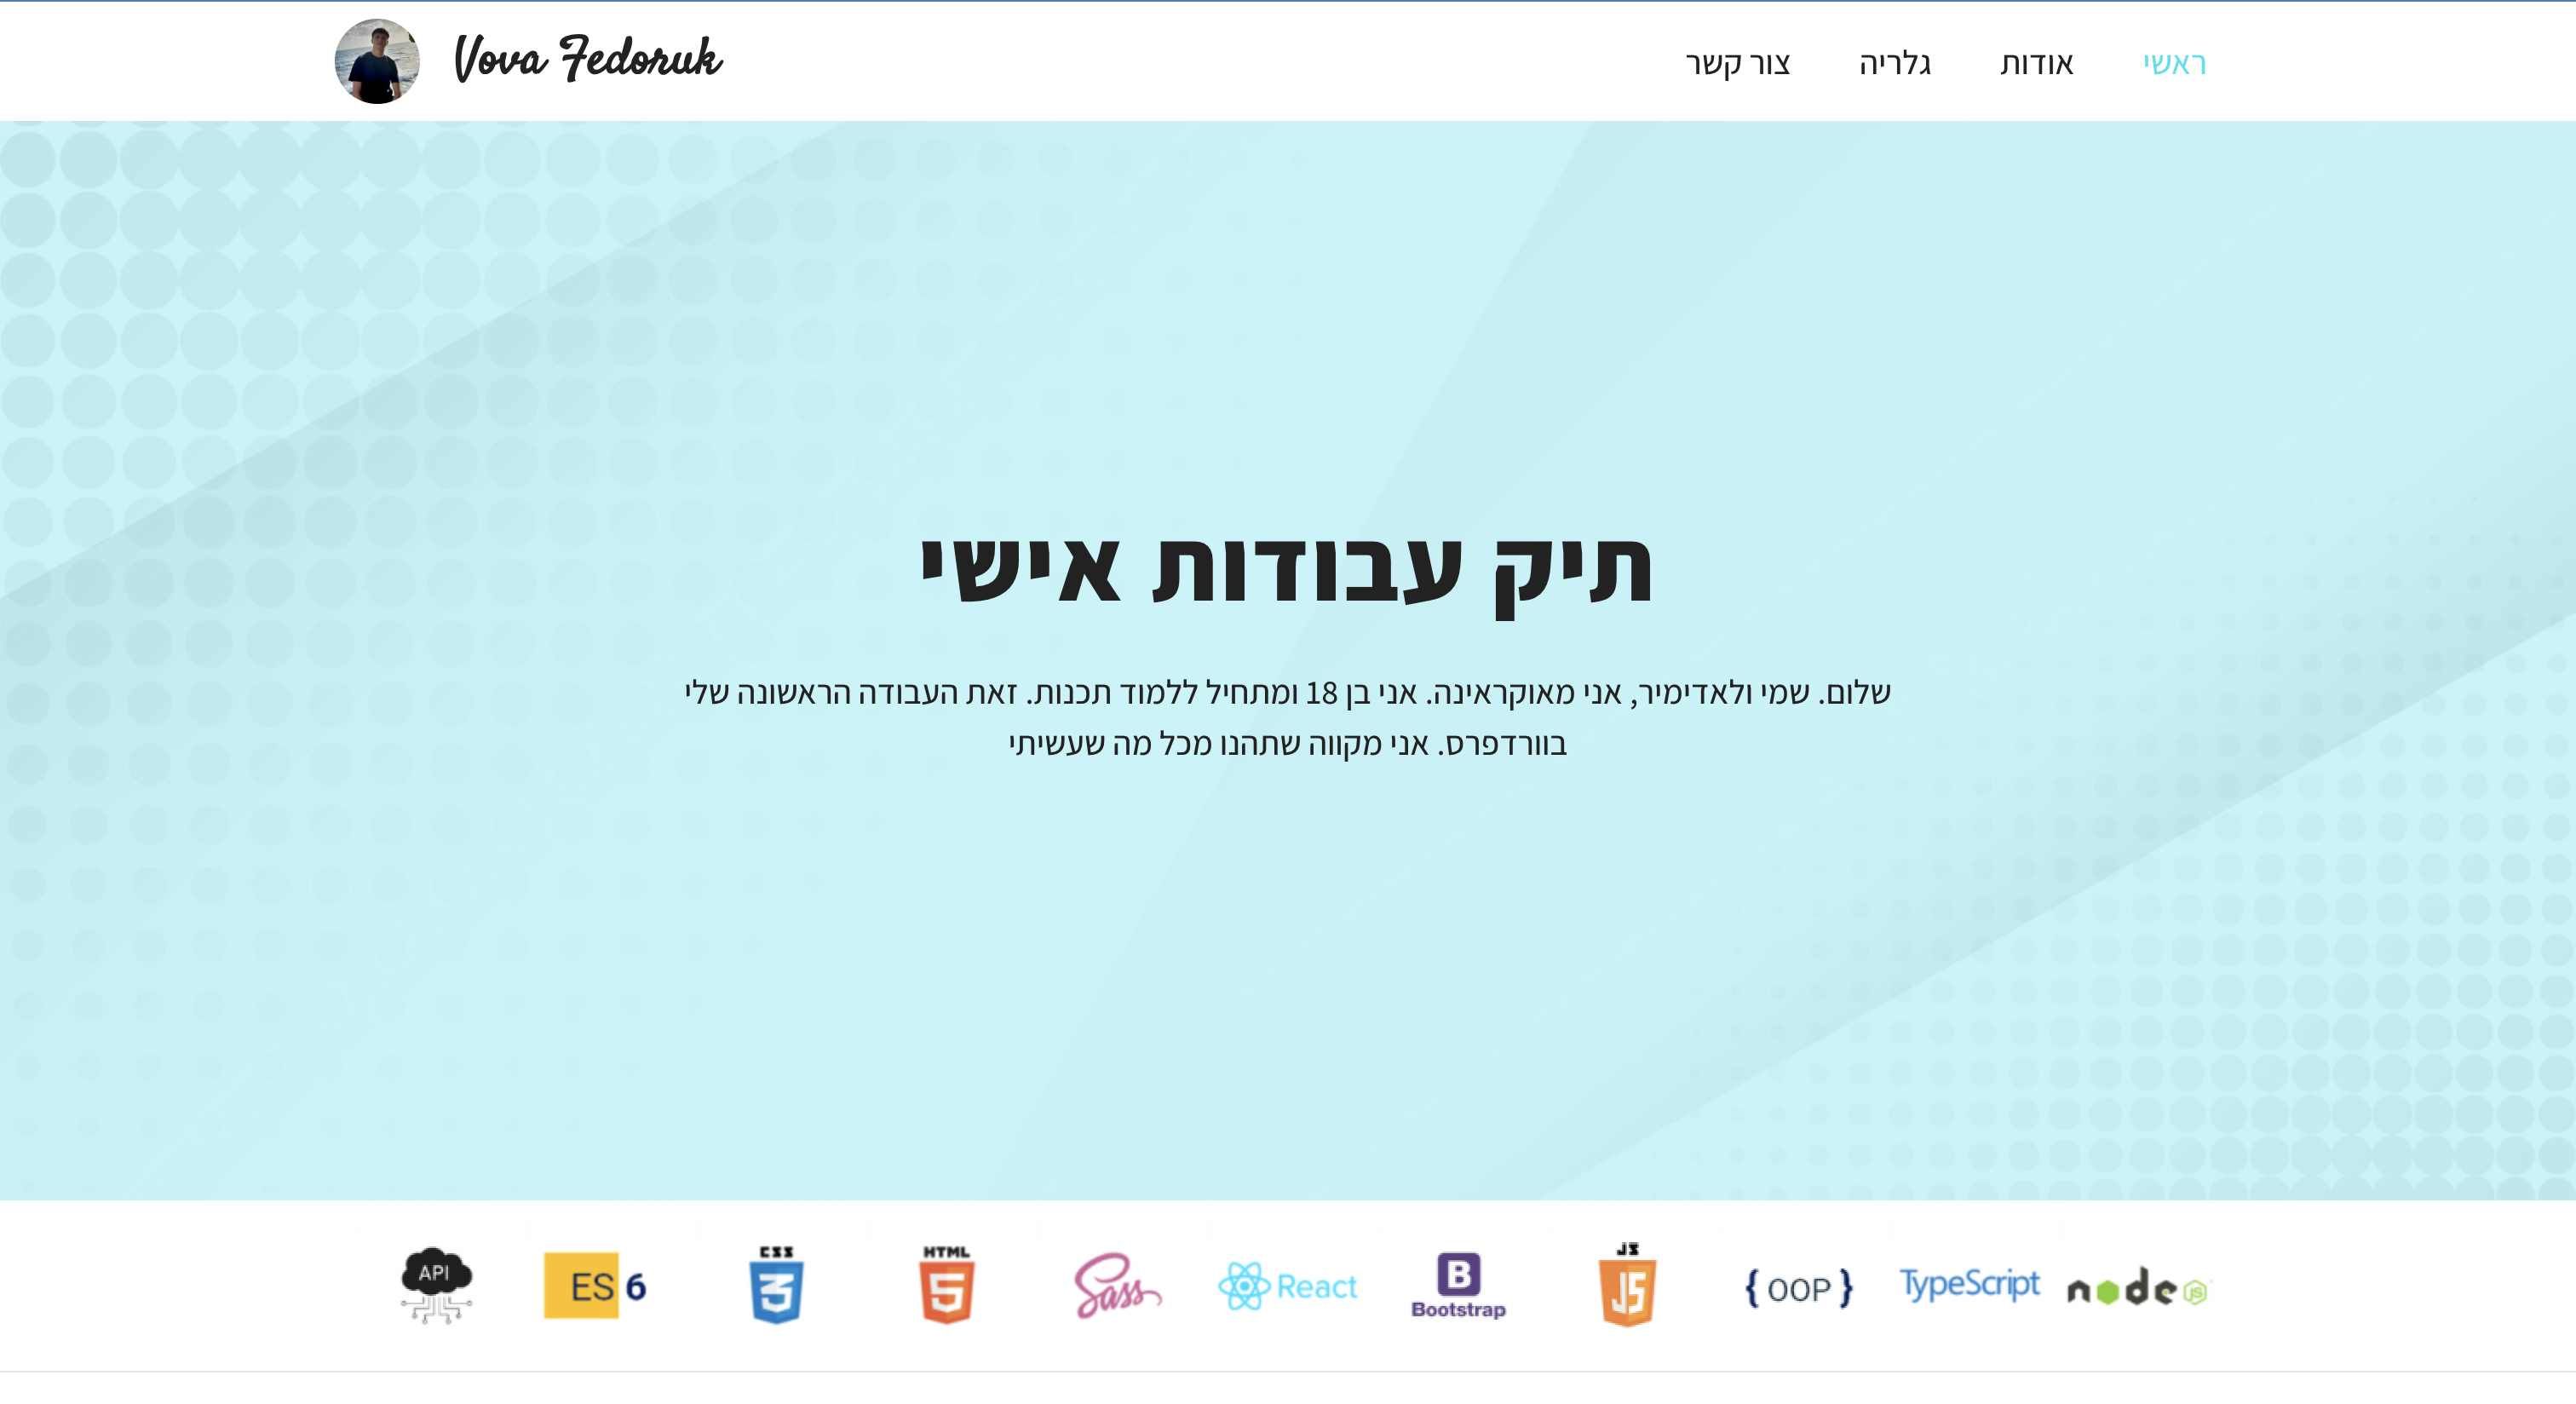 Vova Fedoruk
ראשי
אודות
גלריה
צור קשר
תיק עבודות אישי
שלום. שמי ולאדימיר, אני מאוקראינה. אני בן 18 ומתחיל ללמוד תכנות. זאת העבודה הראשונה שלי
בוורדפרס. אני מקווה שתהנו מכל מה שעשיתי
API
ES 6
CSS
3
HTML
5
Sass
React
B
Bootstrap
JS
JS
{ OOP }
TypeScript
node
JS